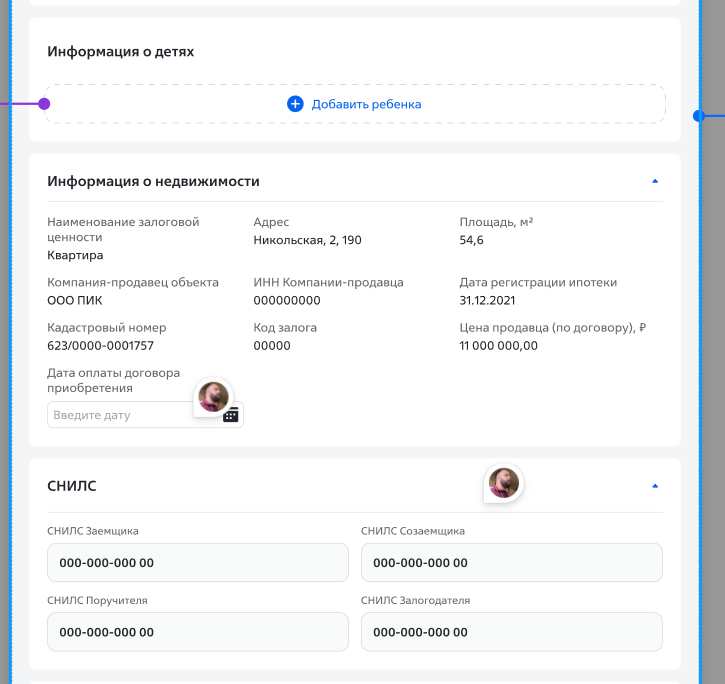 Информация о детях
Добавить ребенка
Информация о недвижимости
Наименование залоговой
ценности
Квартира
Адрес
Никольская, 2, 190
Площадь, м²
54,6
Компания-продавец объекта
ООО ПИК
ИНН Компании-продавца
000000000
Дата регистрации ипотеки
31.12.2021
Кадастровый номер
623/0000-0001757
Код залога
00000
Цена продавца (по договору), ₽
11 000 000,00
Дата оплаты договора
приобретения
Введите дату
СНИЛС
СНИЛС Заемщика
000-000-000 00
СНИЛС Созаемщика
000-000-000 00
СНИЛС Поручителя
000-000-000 00
СНИЛС Залогодателя
000-000-000 00